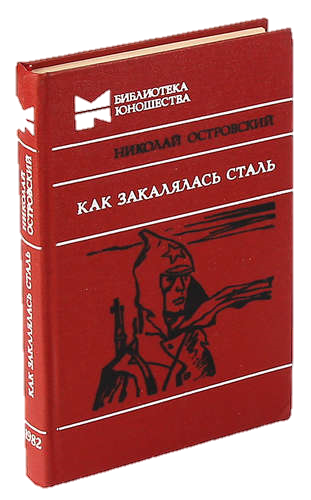 БИБЛИОТЕКА
ЮНОШЕСТВА
НИКОЛАЙ ОСТРОВСКИЙ
КАК ЗАКАЛЯЛАСЬ СТАЛЬ
НИКОЛАЙ
ОСТРОВСКИЙ
КАК ЗАКАЛЯЛАСЬ СТАЛЬ
1982